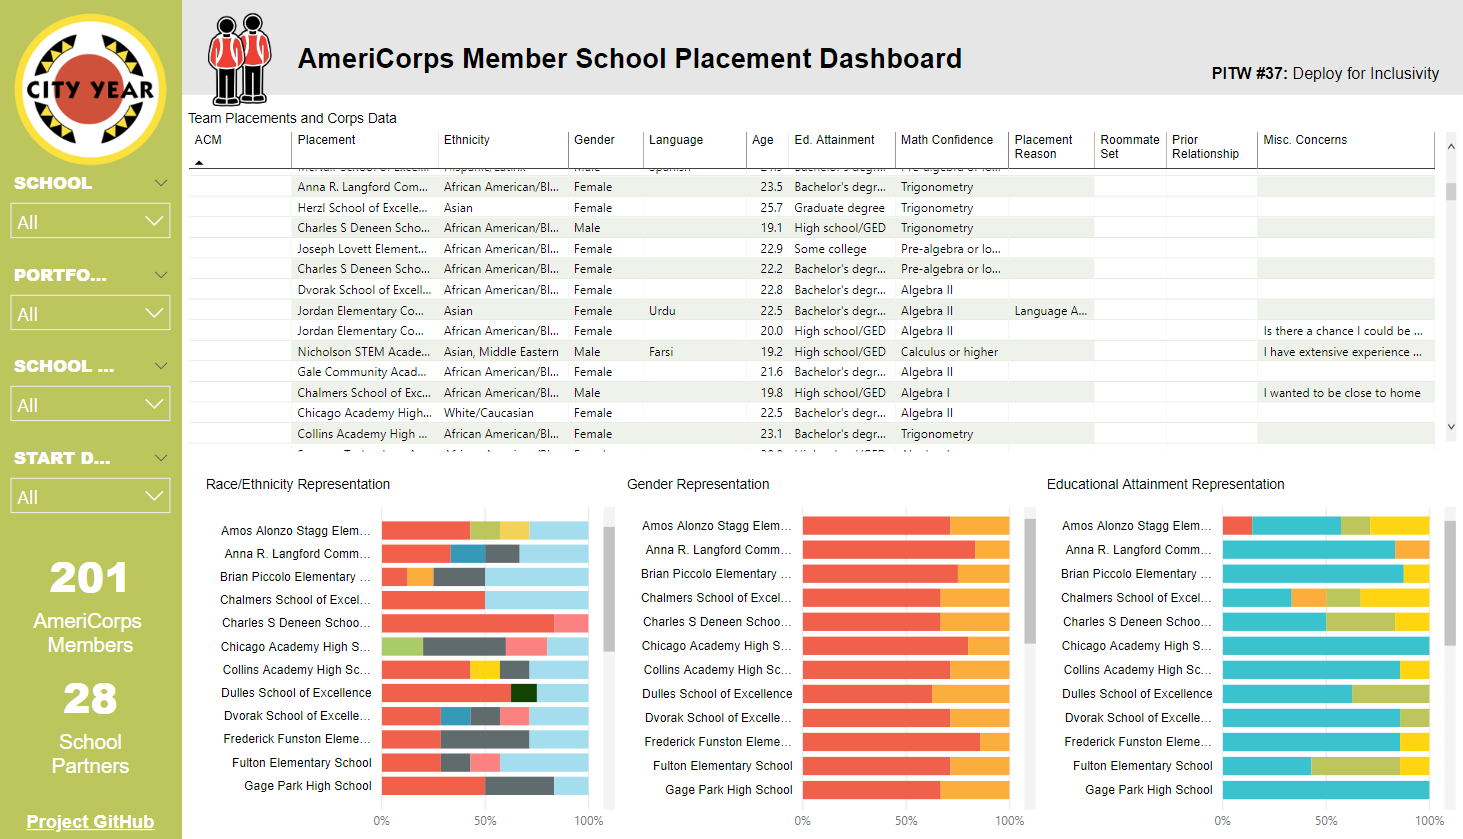 CITY YEAR
AmeriCorps Member School Placement Dashboard
PITW #37: Deploy for Inclusivity
SCHOOL
All
PORTFO...
All
SCHOOL ...
All
START D...
All
201
AmeriCorps
Members
28
School
Partners
Project GitHub
Team Placements and Corps Data
ACM Placement Ethnicity Gender Language Age Ed. Attainment Math Confidence Placement Reason Roommate Set Prior Relationship Misc. Concerns
Anna R. Langford Com... African American/Bl... Female 23.5 Bachelor's degr... Trigonometry
Herzl School of Excelle... Asian Female 25.7 Graduate degree Trigonometry
Charles S Deneen Scho... African American/Bl... Male 19.1 High school/GED Trigonometry
Joseph Lovett Element... African American/Bl... Female 22.9 Some college Pre-algebra or lo...
Charles S Deneen Scho... African American/Bl... Female 22.2 Bachelor's degr... Pre-algebra or lo...
Dvorak School of Excell... African American/Bl... Female 22.8 Bachelor's degr... Algebra II
Jordan Elementary Co... Asian Female Urdu 22.5 Bachelor's degr... Algebra II Language A...
Jordan Elementary Co... African American/Bl... Female 20.0 High school/GED Algebra II Is there a chance I could be ...
Nicholson STEM Acade... Asian, Middle Eastern Male Farsi 19.2 High school/GED Calculus or higher I have extensive experience ...
Gale Community Acad... African American/Bl... Female 21.6 Bachelor's degr... Algebra II
Chalmers School of Exc... African American/Bl... Male 19.8 High school/GED Algebra I I wanted to be close to home
Chicago Academy High... White/Caucasian Female 22.5 Bachelor's degr... Algebra II
Collins Academy High ... African American/Bl... Female 23.1 Bachelor's degr... Trigonometry
Race/Ethnicity Representation
Amos Alonzo Stagg Elem...
Anna R. Langford Comm...
Brian Piccolo Elementary ...
Chalmers School of Excel...
Charles S Deneen Schoo...
Chicago Academy High S...
Collins Academy High Sc...
Dulles School of Excellence
Dvorak School of Excelle...
Frederick Funston Eleme...
Fulton Elementary School
Gage Park High School
0% 50% 100%
Gender Representation
Amos Alonzo Stagg Elem...
Anna R. Langford Comm...
Brian Piccolo Elementary ...
Chalmers School of Excel...
Charles S Deneen Schoo...
Chicago Academy High S...
Collins Academy High Sc...
Dulles School of Excellence
Dvorak School of Excelle...
Frederick Funston Eleme...
Fulton Elementary School
Gage Park High School
0% 50% 100%
Educational Attainment Representation
Amos Alonzo Stagg Elem...
Anna R. Langford Comm...
Brian Piccolo Elementary ...
Chalmers School of Excel...
Charles S Deneen Schoo...
Chicago Academy High S...
Collins Academy High Sc...
Dulles School of Excellence
Dvorak School of Excelle...
Frederick Funston Eleme...
Fulton Elementary School
Gage Park High School
0% 50% 100%